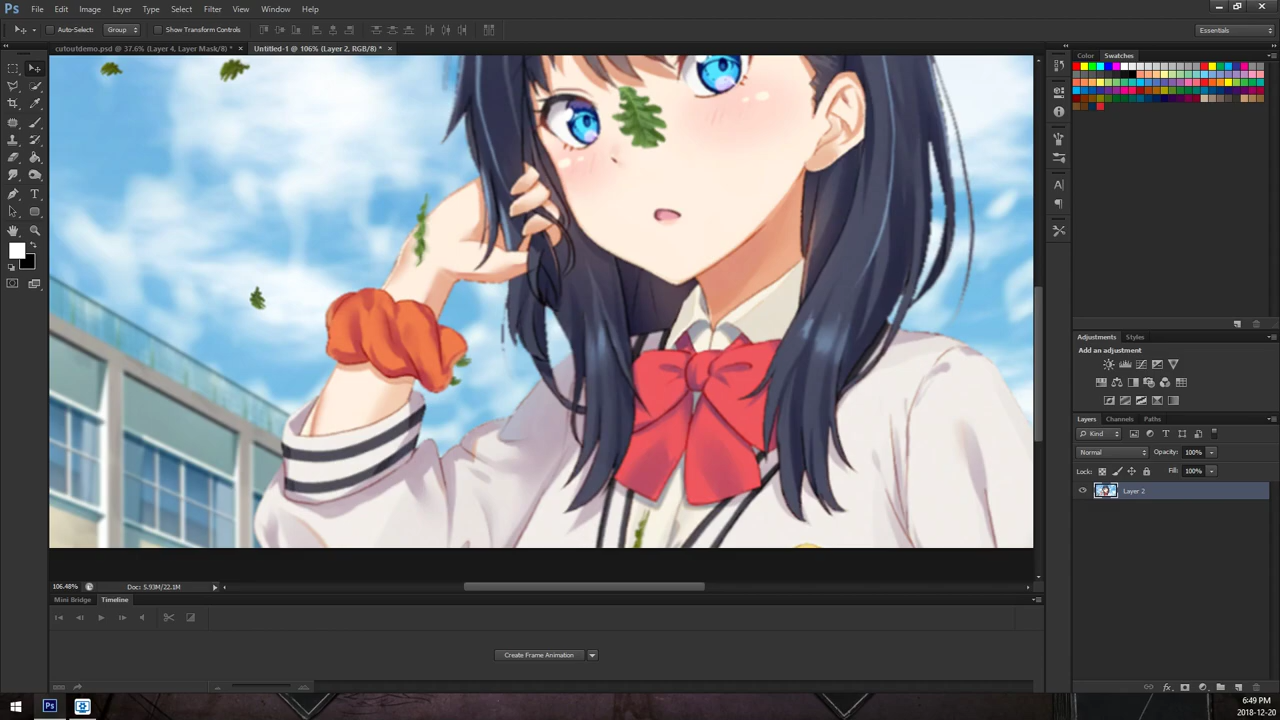 Ps File Edit Image Layer Type Select Filter View Window Help
Auto-Select: Group Show Transform Controls Essentials
cutoutdemo.psd @ 37.6% (Layer 4, Layer Mask/8) * × Untitled-1 @ 106% (Layer 2, RGB/8) * ×
Color Swatches
Adjustments Styles
Add an adjustment
Layers Channels Paths
Kind
Normal Opacity: 100%
Lock: Fill: 100%
Layer 2
106.48% Doc: 5.93M/22.1M
Mini Bridge Timeline
Create Frame Animation
fx
Ps
6:49 PM
2018-12-20